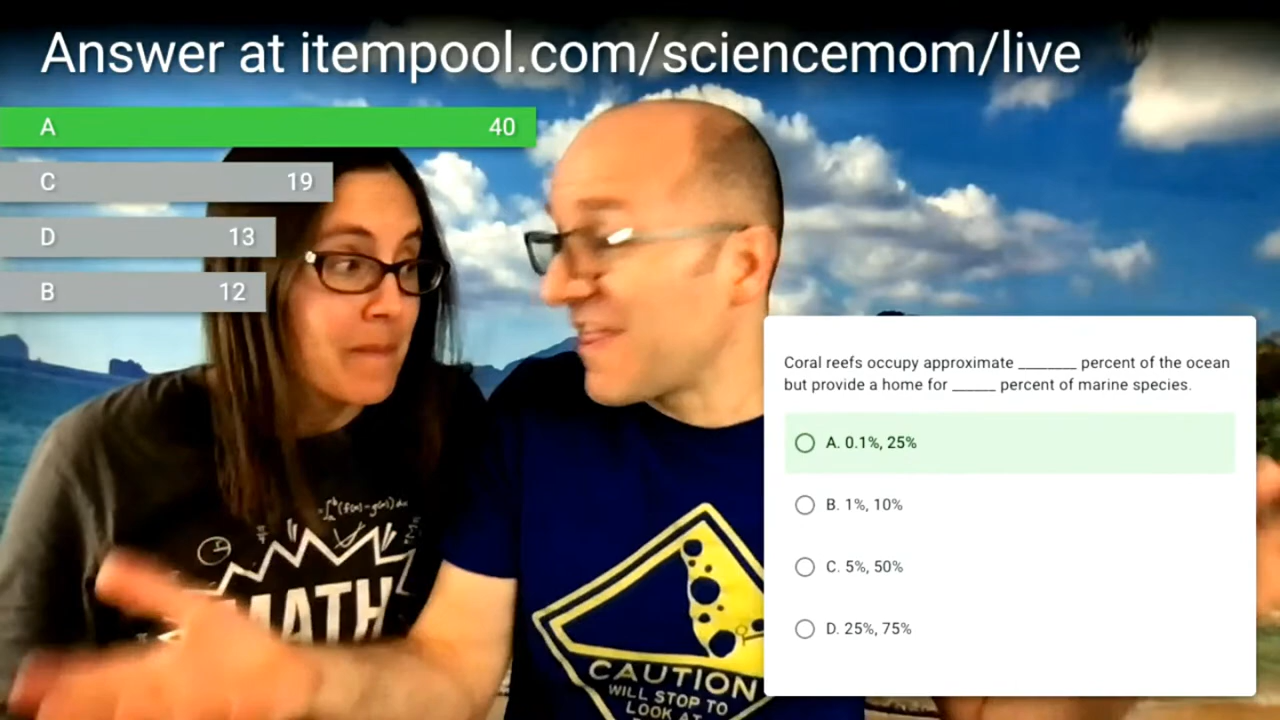 Answer at itempool.com/sciencemom/live
A 40
C 19
D 13
B 12
Coral reefs occupy approximate ________ percent of the ocean
but provide a home for ______ percent of marine species.
A. 0.1%, 25%
B. 1%, 10%
C. 5%, 50%
D. 25%, 75%
MATH
CAUTION
WILL STOP TO
LOOK AT